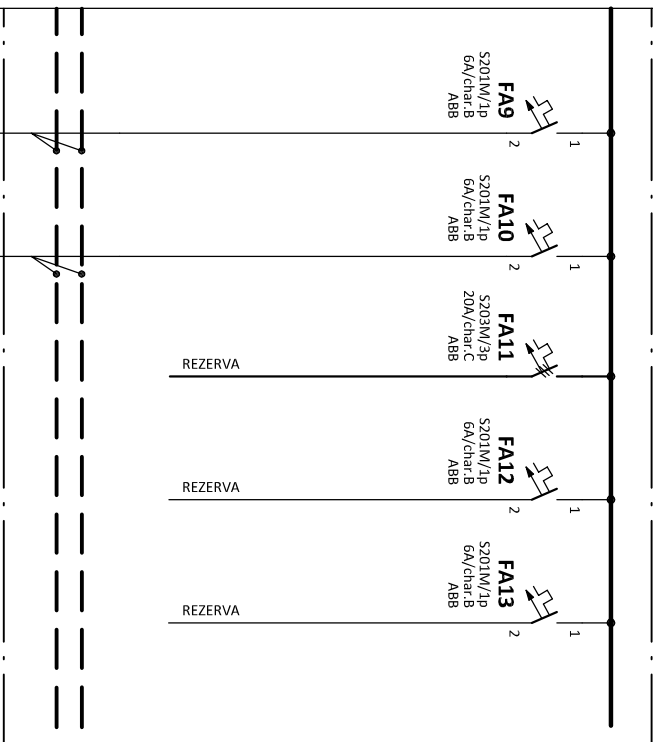 FA9
S201M/1p
6A/char.B
ABB
1
2
FA10
S201M/1p
6A/char.B
ABB
1
2
FA11
S203M/3p
20A/char.C
ABB
REZERVA
FA12
S201M/1p
6A/char.B
ABB
1
2
REZERVA
FA13
S201M/1p
6A/char.B
ABB
1
2
REZERVA